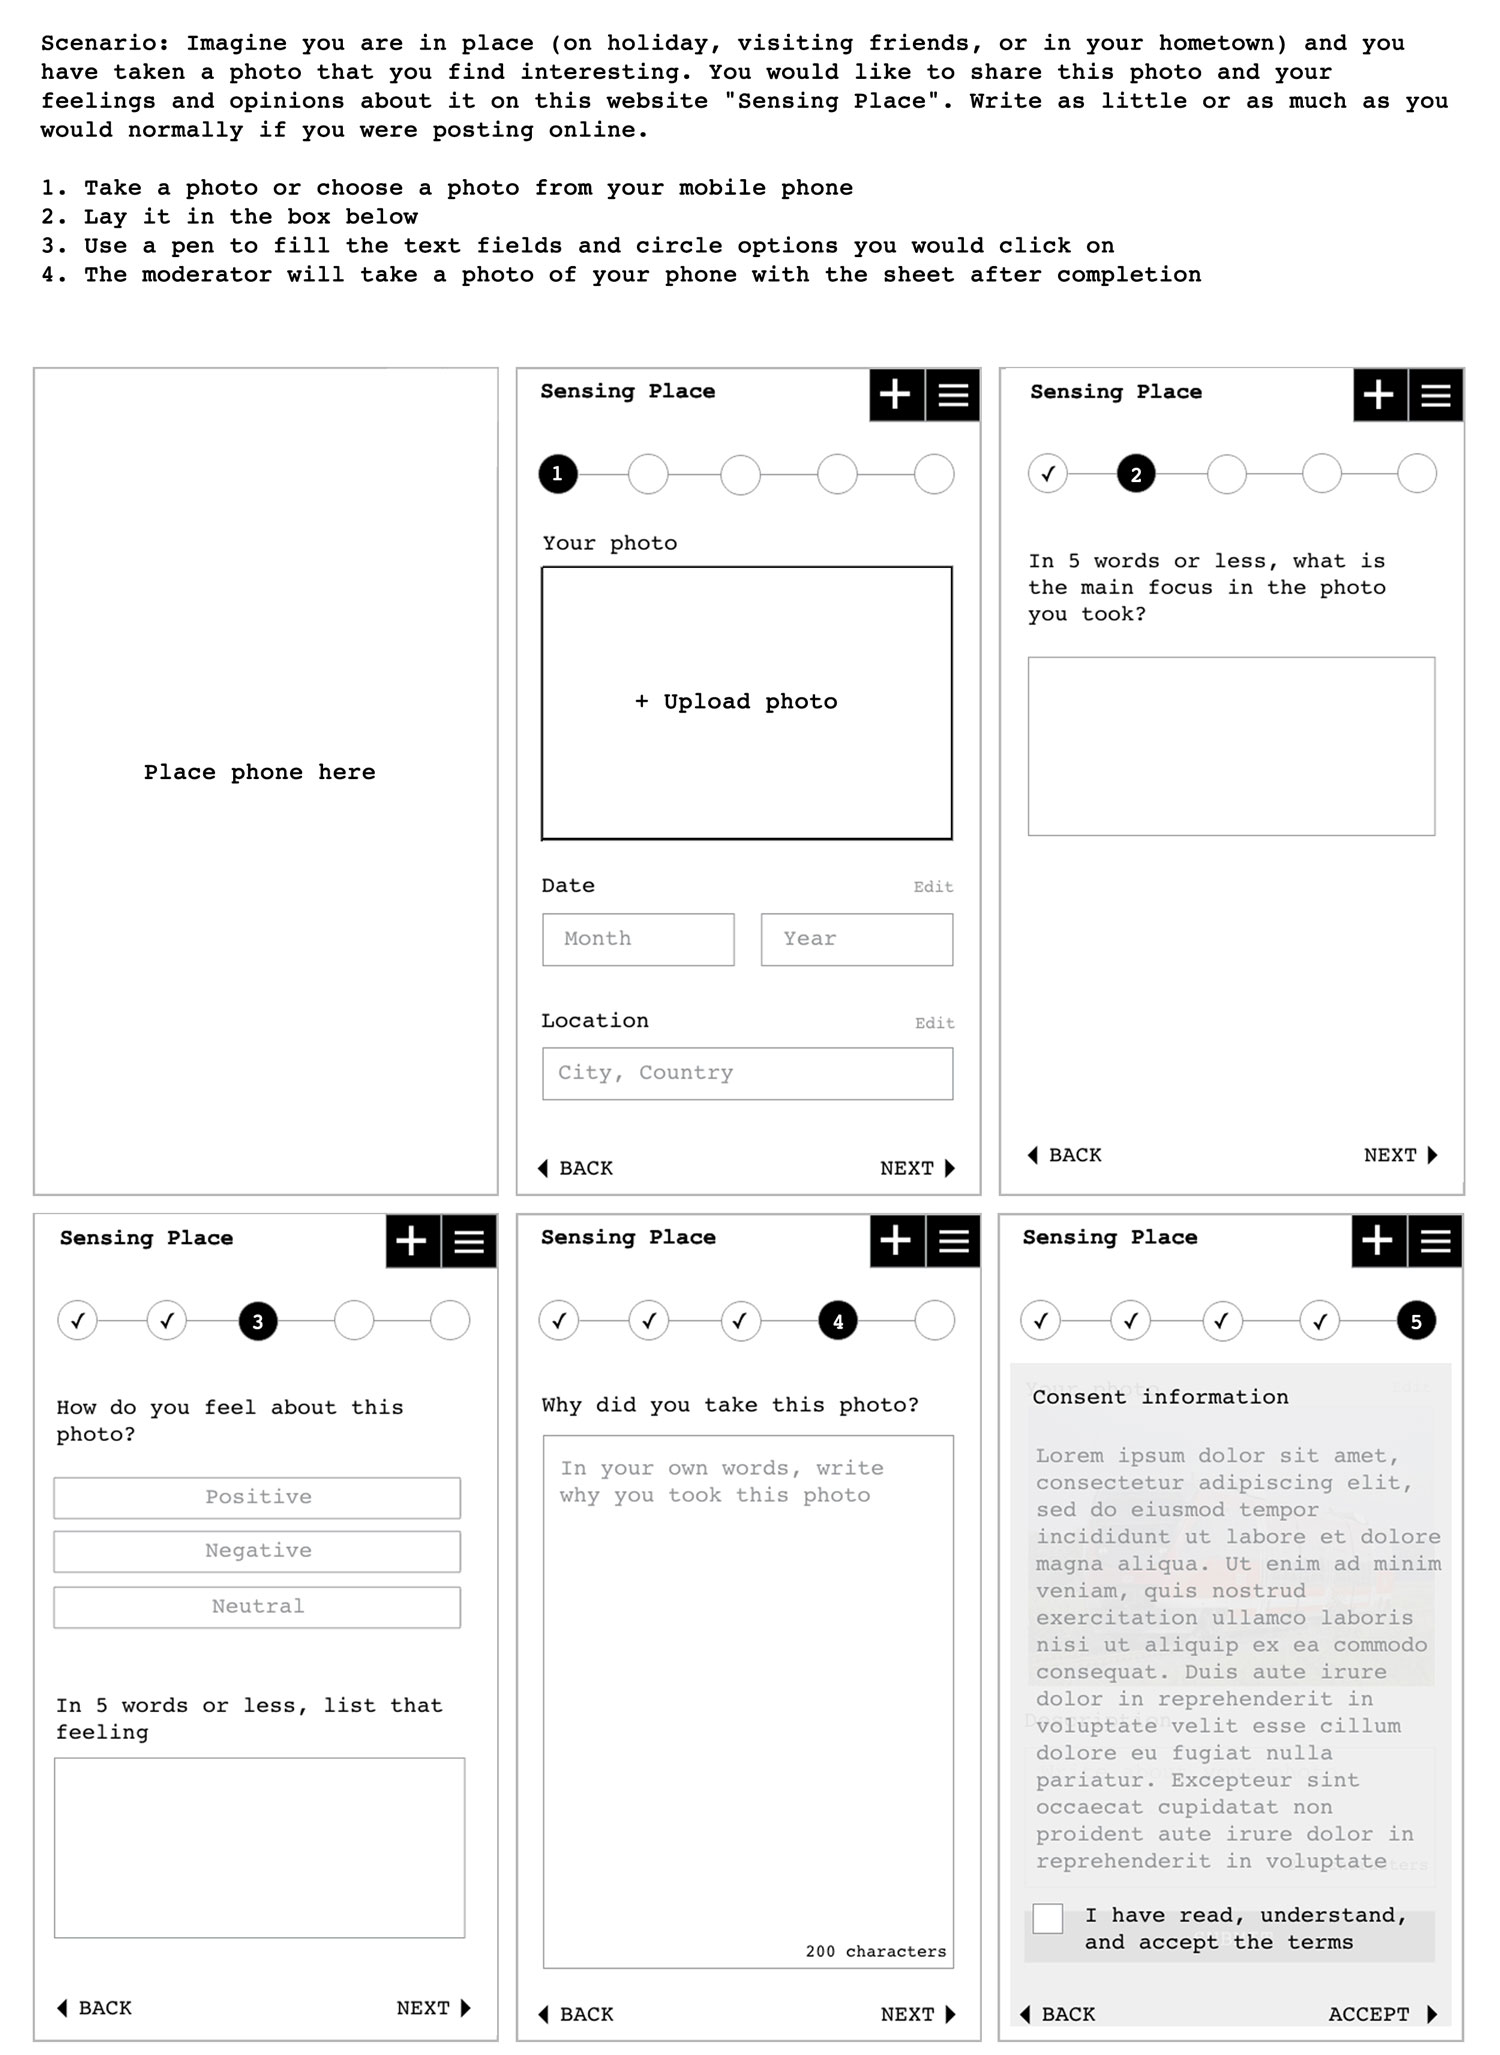 Scenario: Imagine you are in place (on holiday, visiting friends, or in your hometown) and you
have taken a photo that you find interesting. You would like to share this photo and your
feelings and opinions about it on this website "Sensing Place". Write as little or as much as you
would normally if you were posting online.
1. Take a photo or choose a photo from your mobile phone
2. Lay it in the box below
3. Use a pen to fill the text fields and circle options you would click on
4. The moderator will take a photo of your phone with the sheet after completion
Place phone here
Sensing Place
1
Your photo
+ Upload photo
Date Edit
Month Year
Location Edit
City, Country
BACK NEXT
Sensing Place
✓ 2
In 5 words or less, what is
the main focus in the photo
you took?
BACK NEXT
Sensing Place
✓ ✓ 3
How do you feel about this
photo?
Positive
Negative
Neutral
In 5 words or less, list that
feeling
BACK NEXT
Sensing Place
✓ ✓ ✓ 4
Why did you take this photo?
In your own words, write
why you took this photo
200 characters
BACK NEXT
Sensing Place
✓ ✓ ✓ ✓ 5
Your photo Edit
Consent information
Lorem ipsum dolor sit amet,
consectetur adipiscing elit,
sed do eiusmod tempor
incididunt ut labore et dolore
magna aliqua. Ut enim ad minim
veniam, quis nostrud
exercitation ullamco laboris
nisi ut aliquip ex ea commodo
consequat. Duis aute irure
dolor in reprehenderit in
Description
voluptate velit esse cillum
dolore eu fugiat nulla
pariatur. Excepteur sint
occaecat cupidatat non
proident aute irure dolor in
reprehenderit in voluptate
I have read, understand,
and accept the terms
BACK ACCEPT